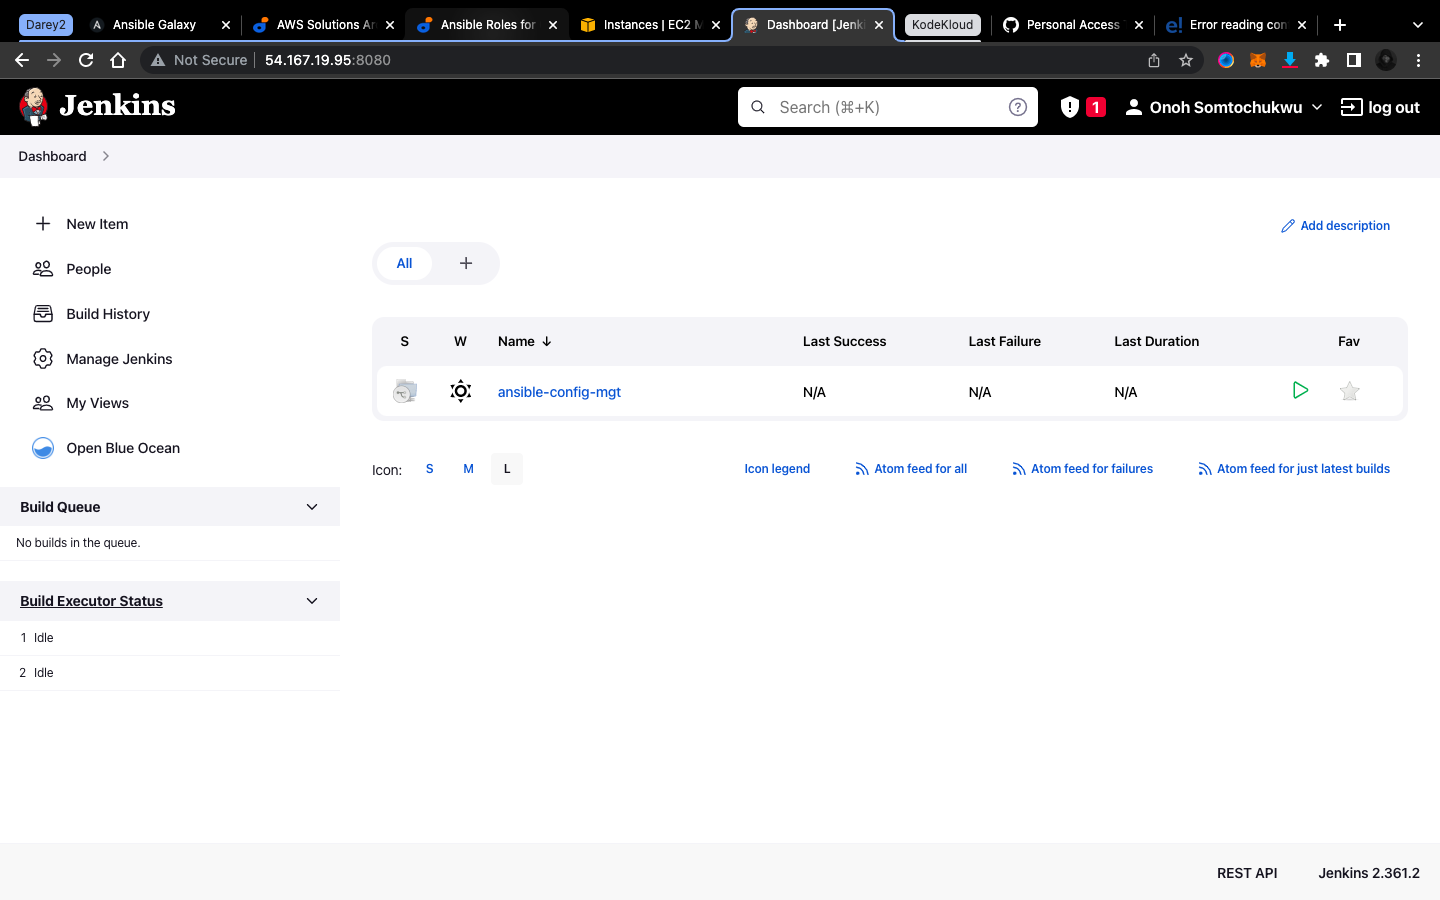 Darey2 Ansible Galaxy AWS Solutions Ar Ansible Roles for Instances | EC2 M Dashboard [Jenki KodeKloud Personal Access Error reading con
Not Secure 54.167.19.95:8080
Jenkins Search (⌘+K) 1 Onoh Somtochukwu log out
Dashboard
New Item
Add description
All
People
Build History
Manage Jenkins
My Views
Open Blue Ocean
S W Name ↓ Last Success Last Failure Last Duration Fav
ansible-config-mgt N/A N/A N/A
Icon: S M L Icon legend Atom feed for all Atom feed for failures Atom feed for just latest builds
Build Queue
No builds in the queue.
Build Executor Status
1 Idle
2 Idle
REST API Jenkins 2.361.2